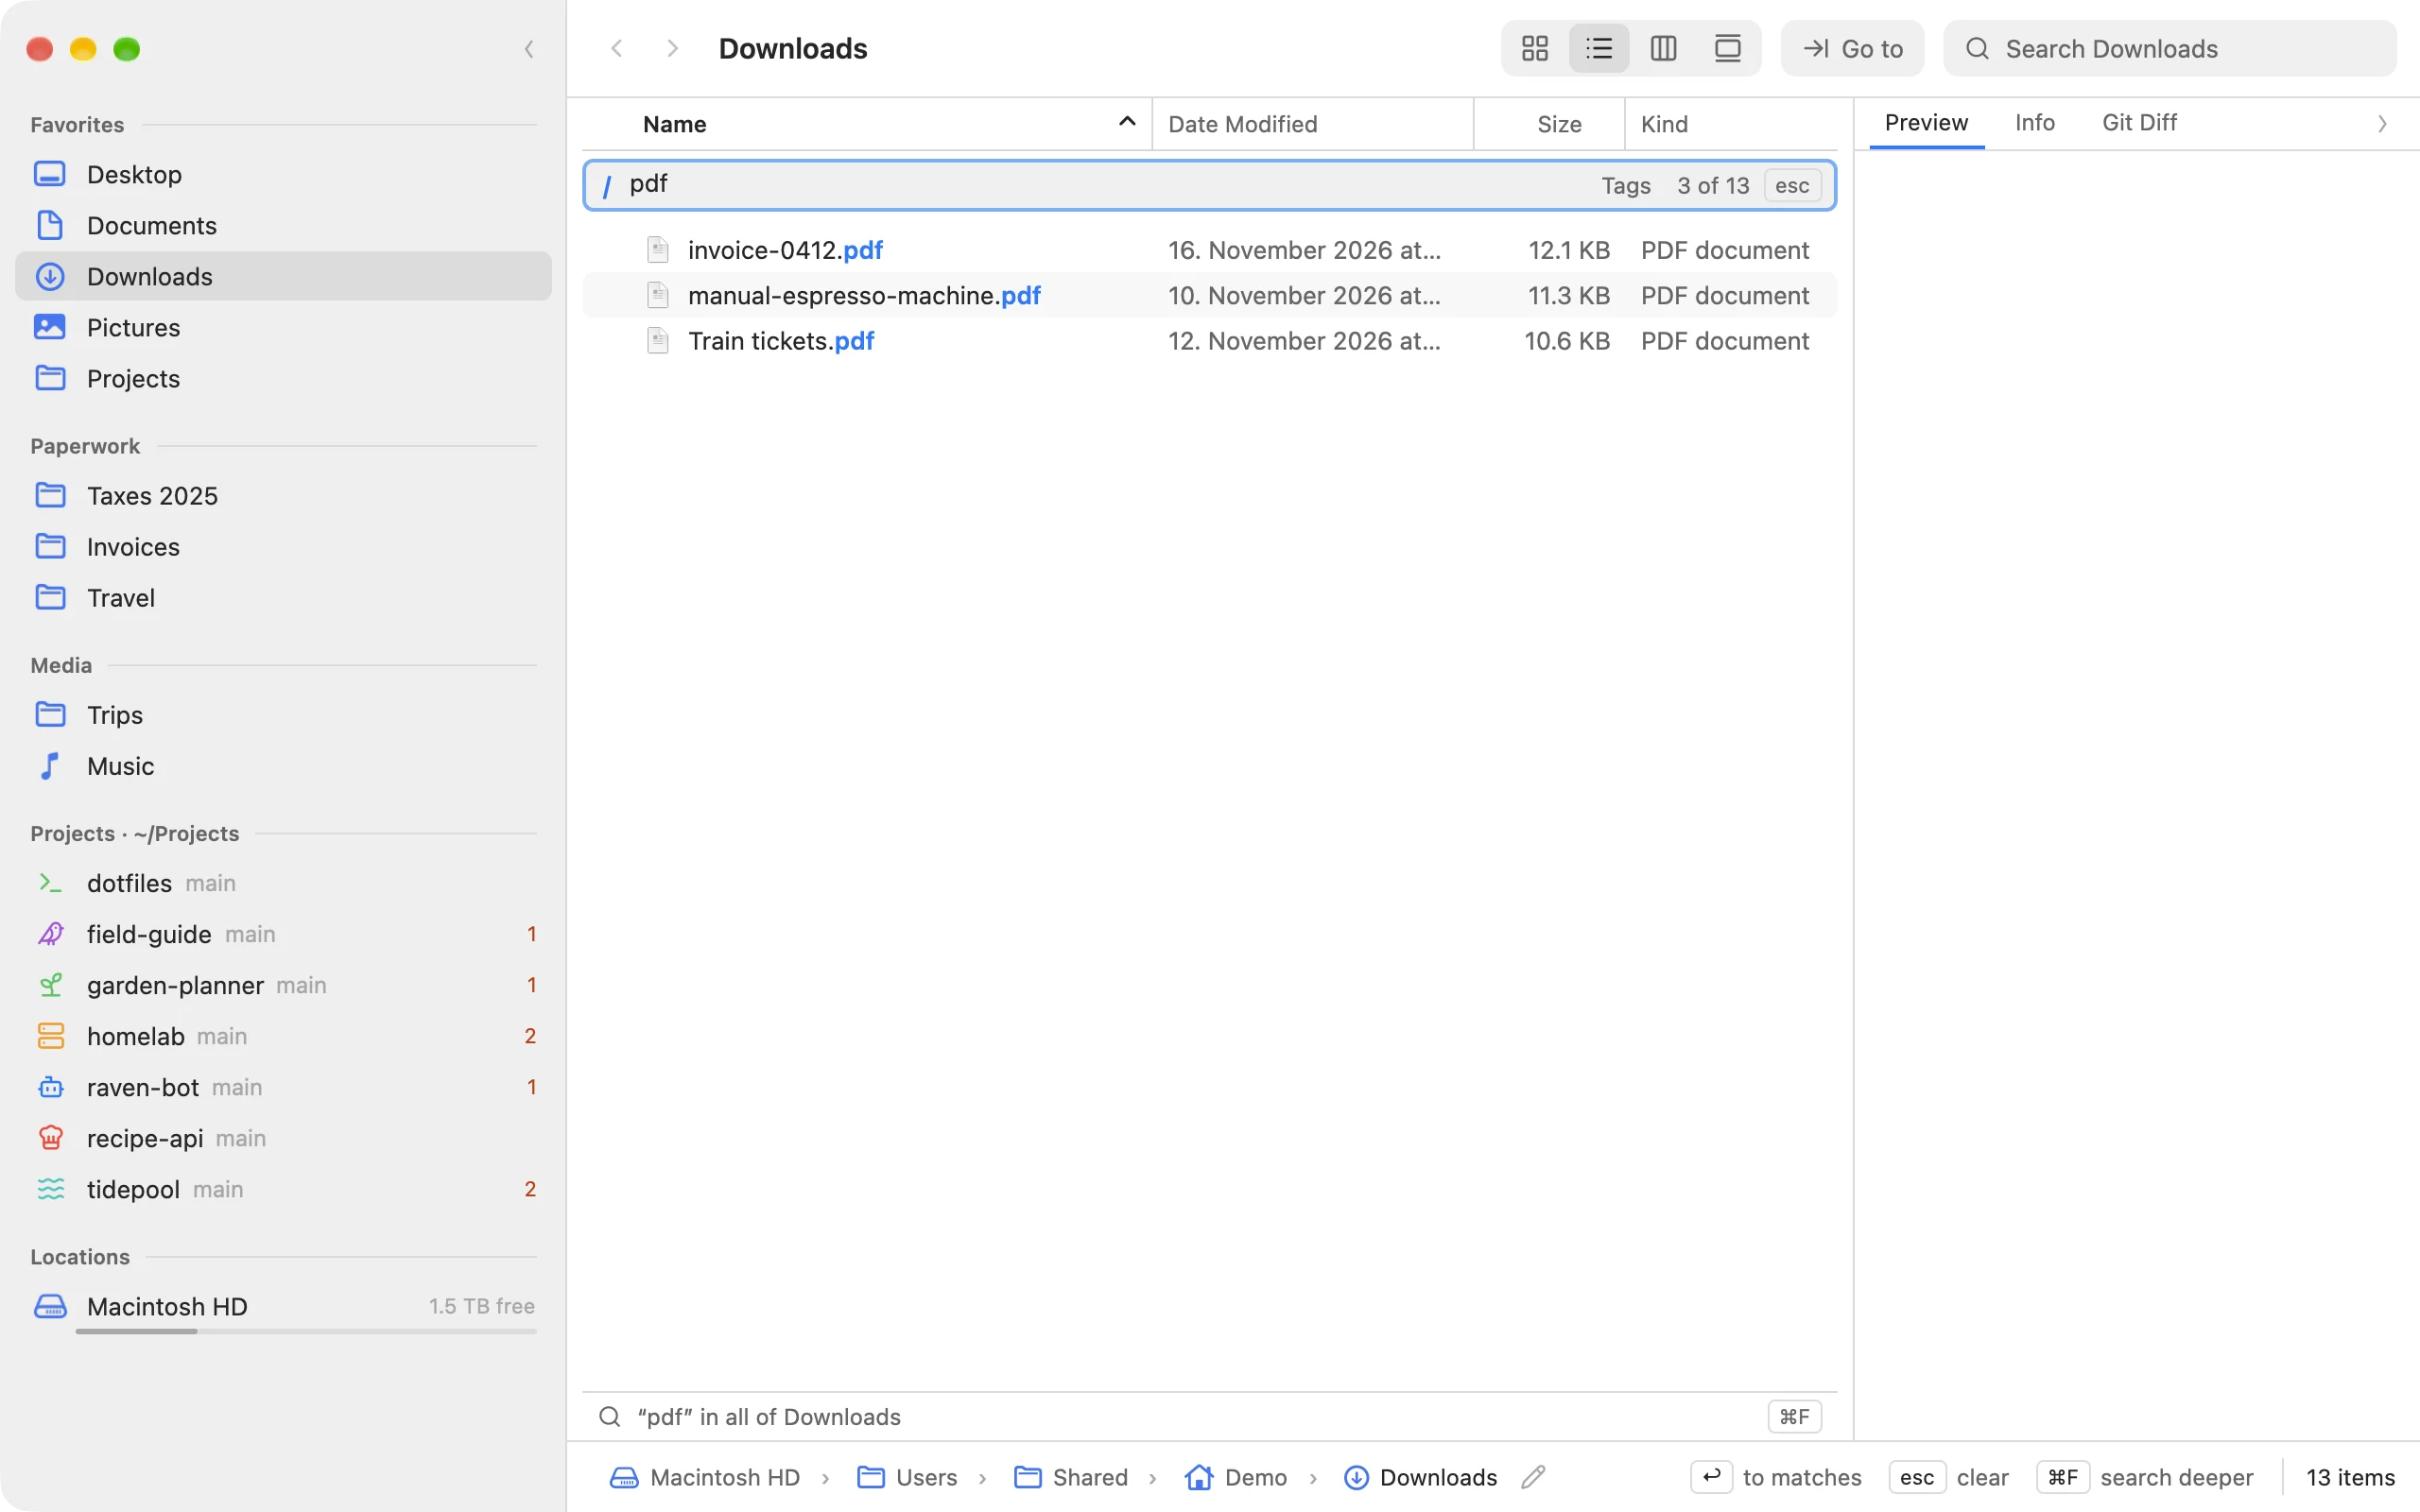 Favorites
Desktop
Documents
Downloads
Pictures
Projects
Paperwork
Taxes 2025
Invoices
Travel
Media
Trips
Music
Projects · ~/Projects
dotfiles main
field-guide main 1
garden-planner main 1
homelab main 2
raven-bot main 1
recipe-api main
tidepool main 2
Locations
Macintosh HD 1.5 TB free
Downloads Go to Search Downloads
Name Date Modified Size Kind
/ pdf Tags 3 of 13 esc
invoice-0412.pdf 16. November 2026 at... 12.1 KB PDF document
manual-espresso-machine.pdf 10. November 2026 at... 11.3 KB PDF document
Train tickets.pdf 12. November 2026 at... 10.6 KB PDF document
“pdf” in all of Downloads ⌘F
Macintosh HD › Users › Shared › Demo › Downloads ↩ to matches esc clear ⌘F search deeper 13 items
Preview Info Git Diff